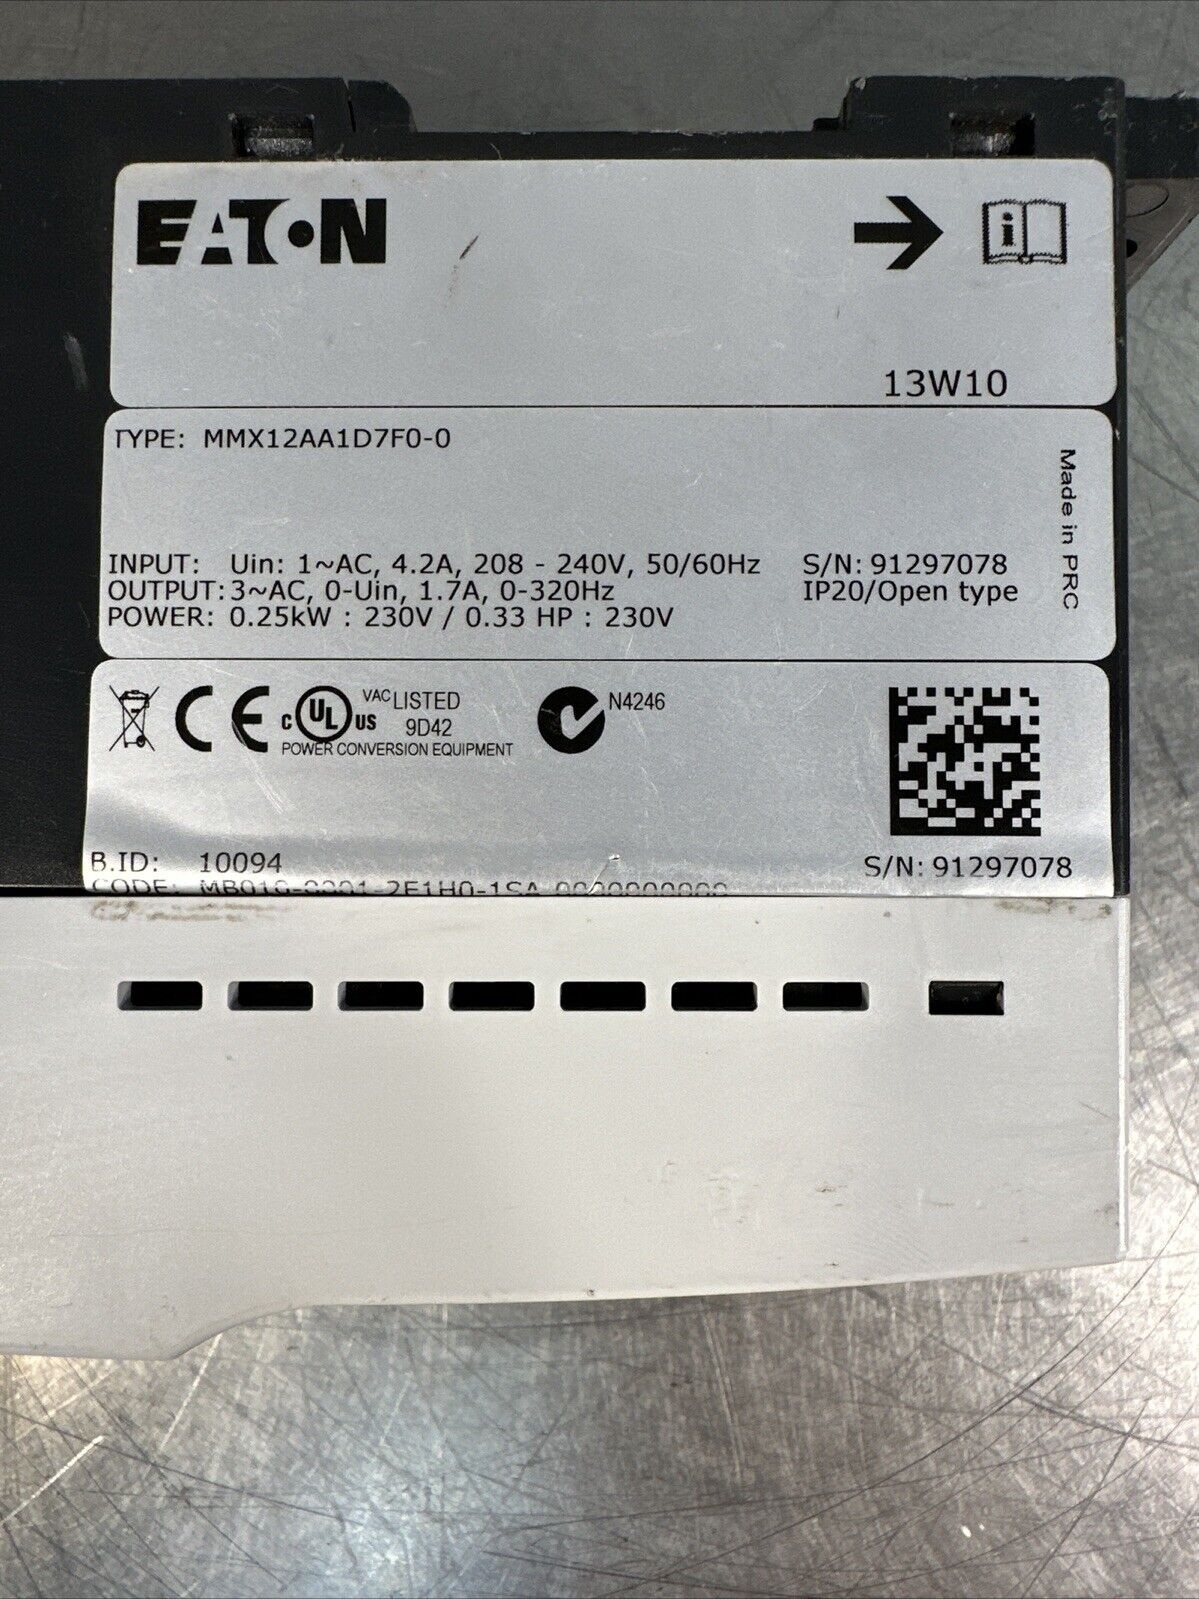 EATON
i
13W10
TYPE: MMX12AA1D7F0-0
Made in PRC
INPUT: Uin: 1~AC, 4.2A, 208 - 240V, 50/60Hz S/N: 91297078
OUTPUT: 3~AC, 0-Uin, 1.7A, 0-320Hz IP20/Open type
POWER: 0.25kW : 230V / 0.33 HP : 230V
CE c UL US VAC LISTED N4246
9D42
POWER CONVERSION EQUIPMENT
B.ID: 10094 S/N: 91297078
CODE: